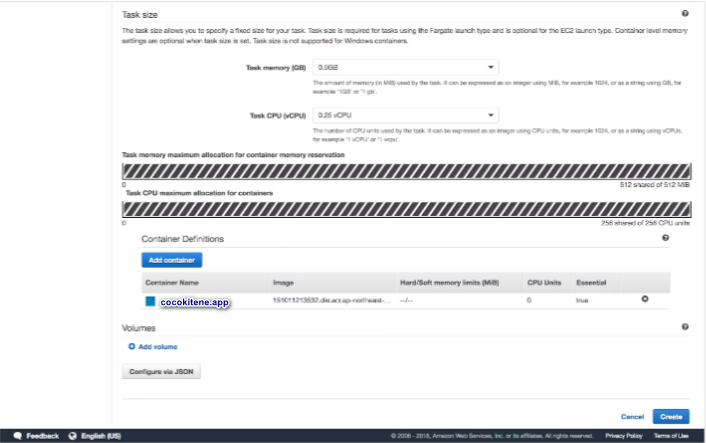 Task size
The task size allows you to specify a fixed size for your task. Task size is required for tasks using the Fargate launch type and is optional for the EC2 launch type. Container level memory
settings are optional when task size is set. Task size is not supported for Windows containers.
Task memory (GB)
0.5GB
The amount of memory (in MiB) used by the task. It can be expressed as an integer using MiB, for example 1024, or as a string using GB, for
example '1GB' or '1 gb'.
Task CPU (vCPU)
0.25 vCPU
The number of CPU units used by the task. It can be expressed as an integer using CPU units, for example 1024, or as a string using vCPUs,
for example '1 vCPU' or '1 vcpu'.
Task memory maximum allocation for container memory reservation
0
512 shared of 512 MiB
Task CPU maximum allocation for containers
0
256 shared of 256 CPU units
Container Definitions
Add container
Container Name Image Hard/Soft memory limits (MiB) CPU Units Essential
cocokitene.app 151011213532.dkr.ecr.ap-northeast-... --/-- 0 true
Volumes
Add volume
Configure via JSON
Cancel Create
Feedback English (US) © 2008 - 2018, Amazon Web Services, Inc. or its affiliates. All rights reserved. Privacy Policy Terms of Use